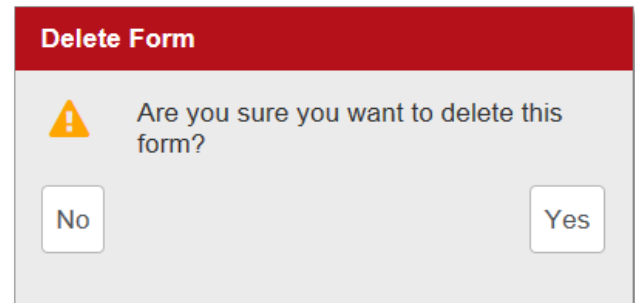 Delete Form
Are you sure you want to delete this
form?
No
Yes